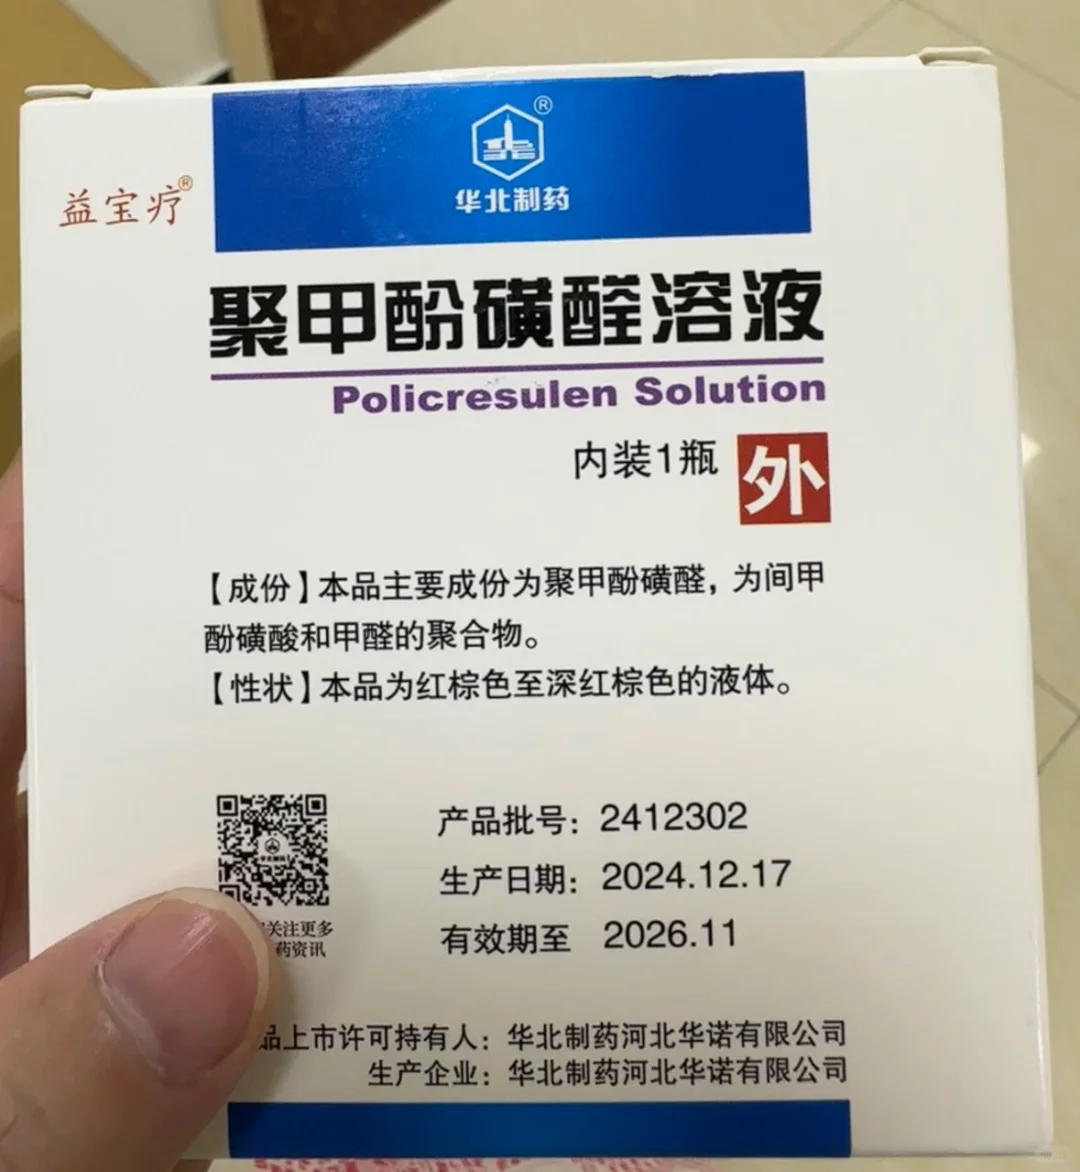 华北制药®
益宝疗®
聚甲酚磺醛溶液
Policresulen Solution
内装1瓶
外
【成份】本品主要成份为聚甲酚磺醛，为间甲
酚磺酸和甲醛的聚合物。
【性状】本品为红棕色至深红棕色的液体。
产品批号：2412302
生产日期：2024.12.17
有效期至 2026.11
关注更多
药资讯
品上市许可持有人：华北制药河北华诺有限公司
生产企业：华北制药河北华诺有限公司